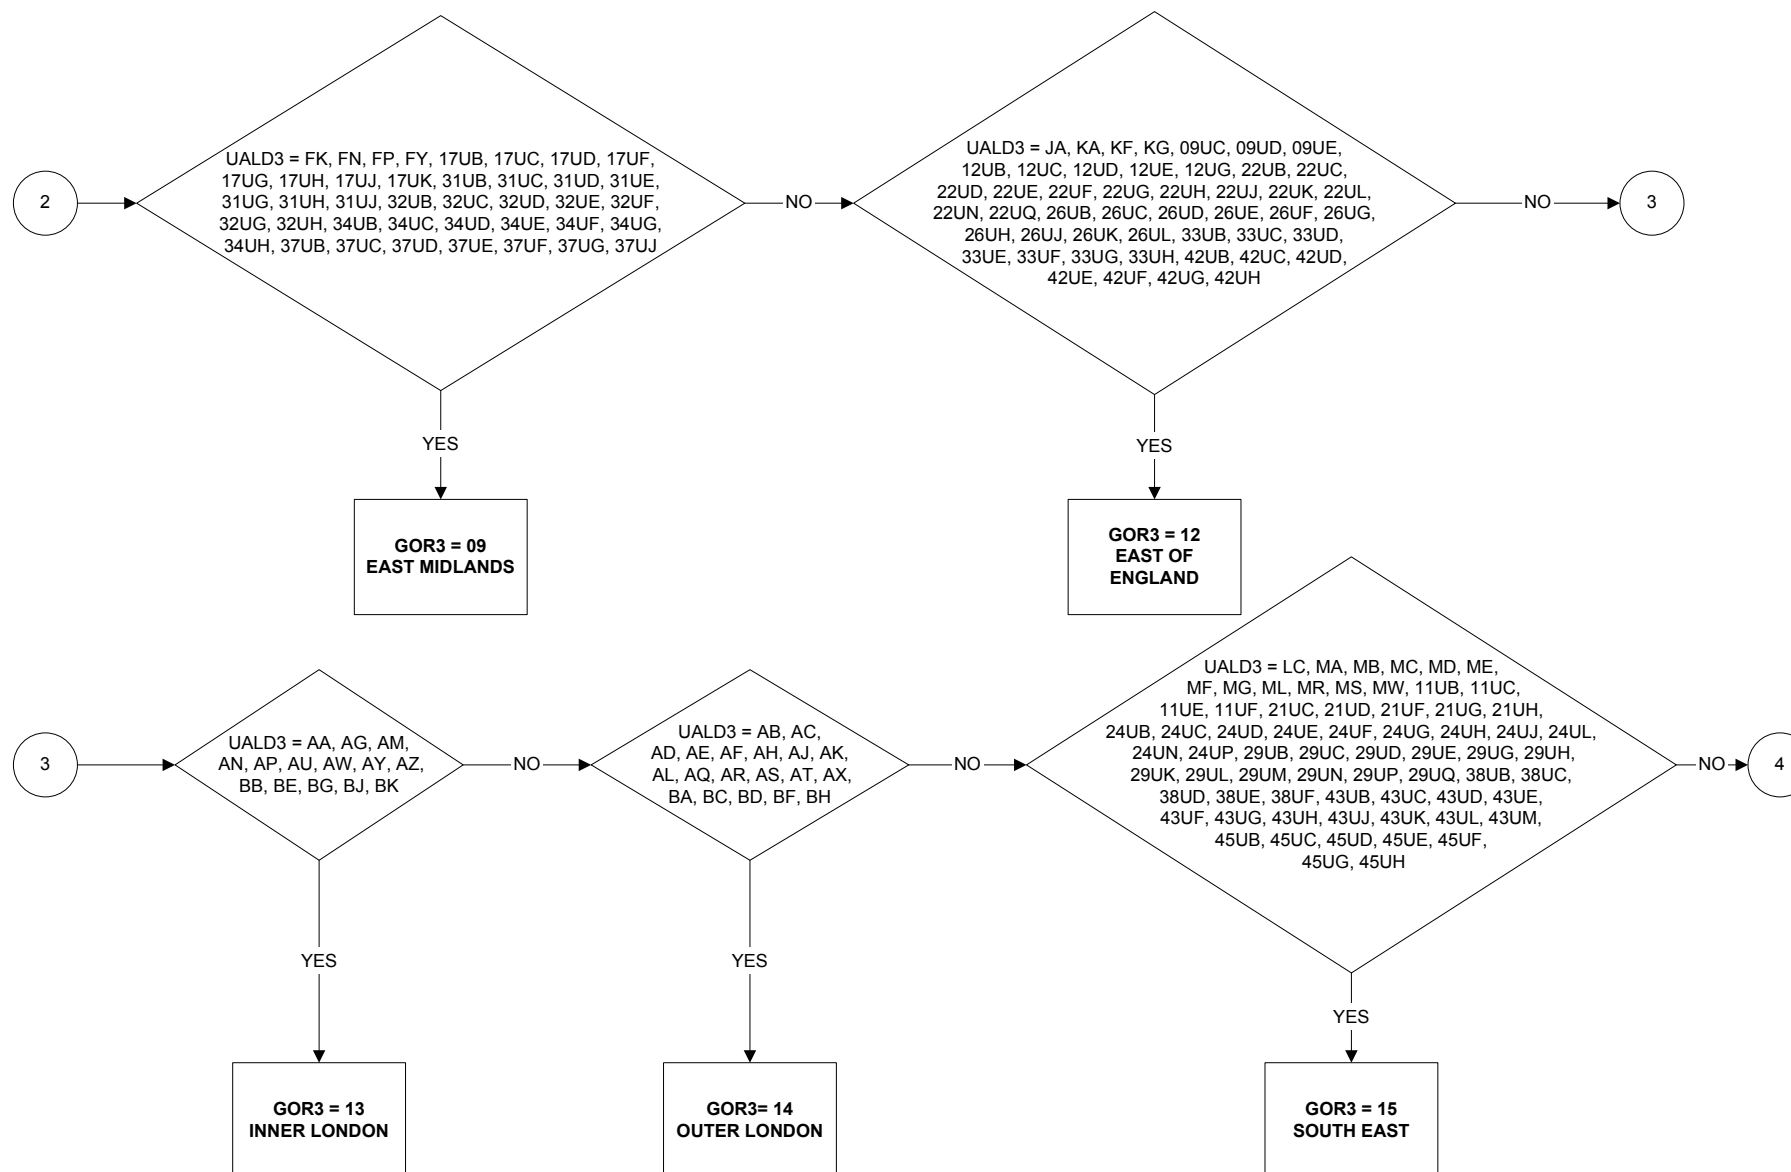 2
UALD3 = FK, FN, FP, FY, 17UB, 17UC, 17UD, 17UF,
17UG, 17UH, 17UJ, 17UK, 31UB, 31UC, 31UD, 31UE,
31UG, 31UH, 31UJ, 32UB, 32UC, 32UD, 32UE, 32UF,
32UG, 32UH, 34UB, 34UC, 34UD, 34UE, 34UF, 34UG,
34UH, 37UB, 37UC, 37UD, 37UE, 37UF, 37UG, 37UJ
NO
UALD3 = JA, KA, KF, KG, 09UC, 09UD, 09UE,
12UB, 12UC, 12UD, 12UE, 12UG, 22UB, 22UC,
22UD, 22UE, 22UF, 22UG, 22UH, 22UJ, 22UK, 22UL,
22UN, 22UQ, 26UB, 26UC, 26UD, 26UE, 26UF, 26UG,
26UH, 26UJ, 26UK, 26UL, 33UB, 33UC, 33UD,
33UE, 33UF, 33UG, 33UH, 42UB, 42UC, 42UD,
42UE, 42UF, 42UG, 42UH
NO
3
YES
YES
GOR3 = 09
EAST MIDLANDS
GOR3 = 12
EAST OF
ENGLAND
3
UALD3 = AA, AG, AM,
AN, AP, AU, AW, AY, AZ,
BB, BE, BG, BJ, BK
NO
UALD3 = AB, AC,
AD, AE, AF, AH, AJ, AK,
AL, AQ, AR, AS, AT, AX,
BA, BC, BD, BF, BH
NO
UALD3 = LC, MA, MB, MC, MD, ME,
MF, MG, ML, MR, MS, MW, 11UB, 11UC,
11UE, 11UF, 21UC, 21UD, 21UF, 21UG, 21UH,
24UB, 24UC, 24UD, 24UE, 24UF, 24UG, 24UH, 24UJ, 24UL,
24UN, 24UP, 29UB, 29UC, 29UD, 29UE, 29UG, 29UH,
29UK, 29UL, 29UM, 29UN, 29UP, 29UQ, 38UB, 38UC,
38UD, 38UE, 38UF, 43UB, 43UC, 43UD, 43UE,
43UF, 43UG, 43UH, 43UJ, 43UK, 43UL, 43UM,
45UB, 45UC, 45UD, 45UE, 45UF,
45UG, 45UH
NO
4
YES
YES
YES
GOR3 = 13
INNER LONDON
GOR3= 14
OUTER LONDON
GOR3 = 15
SOUTH EAST